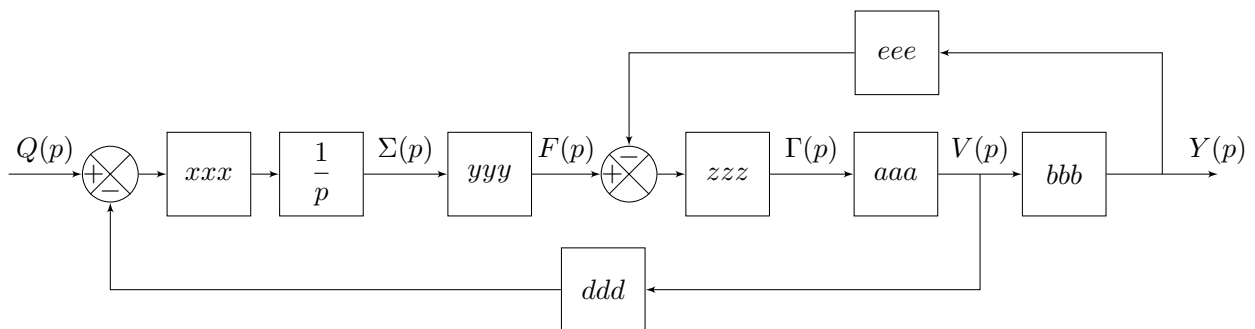 eee
Q(p)
Σ(p)
F(p)
Γ(p)
V(p)
Y(p)
+
−
xxx
1
p
yyy
+
−
zzz
aaa
bbb
ddd